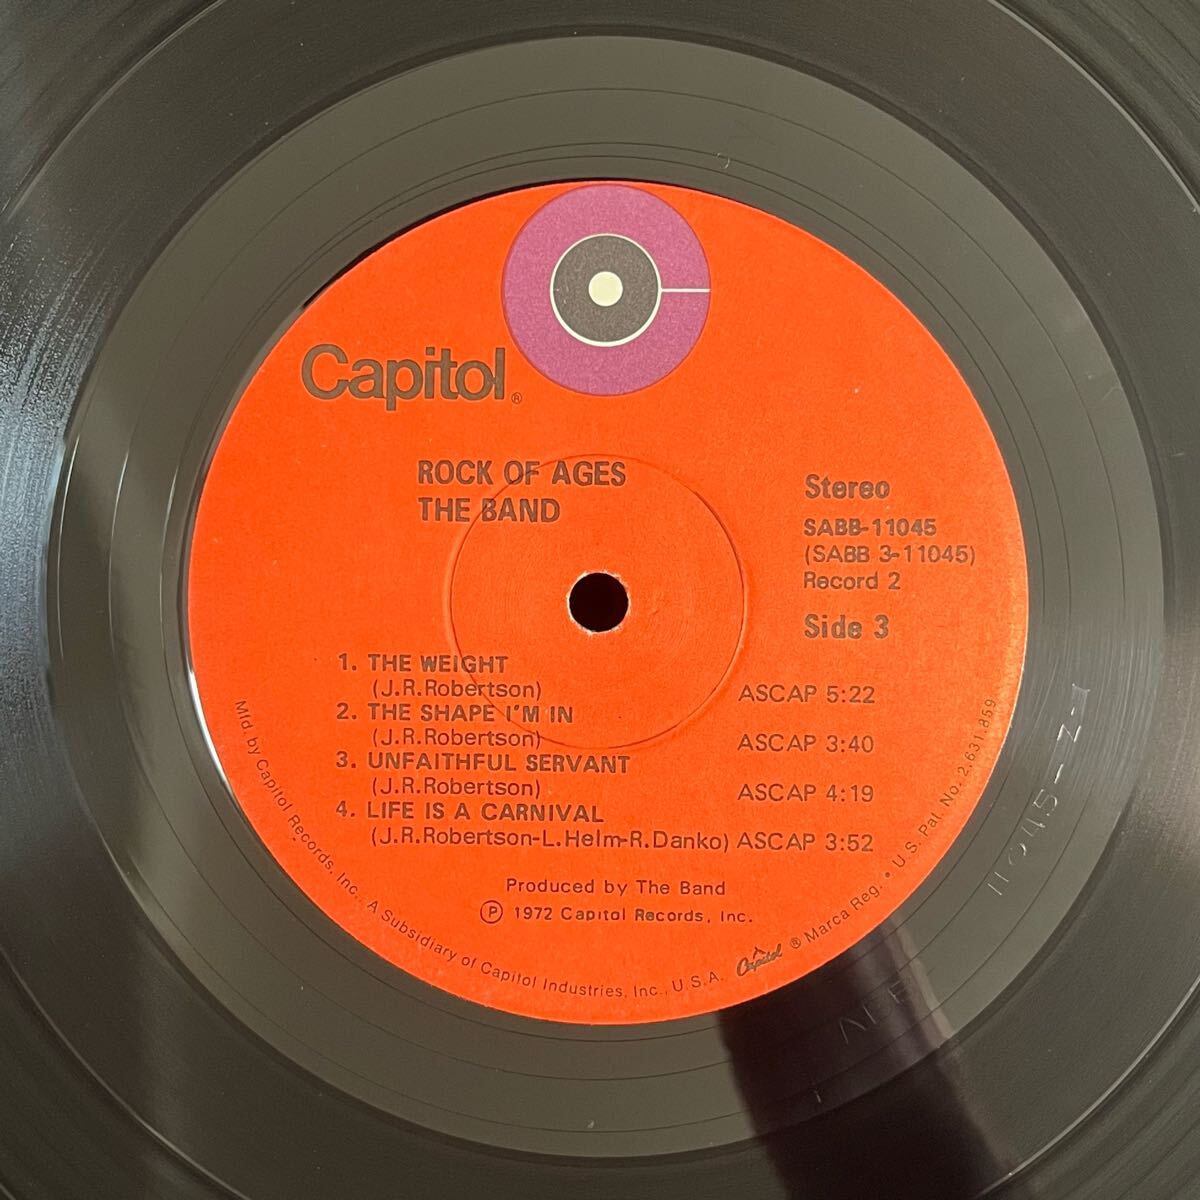 Capitol®
ROCK OF AGES
THE BAND
Stereo
SABB-11045
(SABB 3-11045)
Record 2
Side 3
1. THE WEIGHT
(J.R.Robertson) ASCAP 5:22
2. THE SHAPE I'M IN
(J.R.Robertson) ASCAP 3:40
3. UNFAITHFUL SERVANT
(J.R.Robertson) ASCAP 4:19
4. LIFE IS A CARNIVAL
(J.R.Robertson-L.Helm-R.Danko) ASCAP 3:52
Produced by The Band
Ⓟ 1972 Capitol Records, Inc.
Mfd. by Capitol Records, Inc., A Subsidiary of Capitol Industries, Inc., U.S.A. Capitol ® Marca Reg. • U.S. Pat. No. 2,631,859